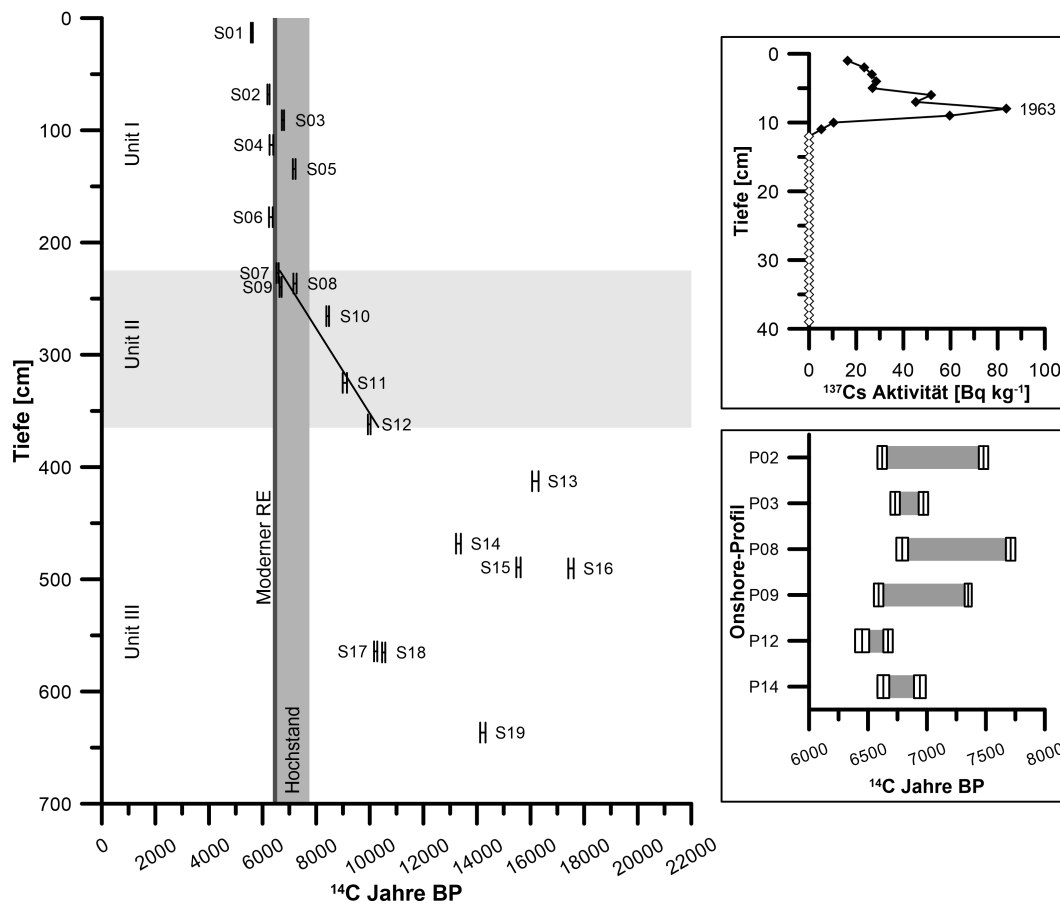 0
100
200
300
400
500
600
700
Tiefe [cm]
Unit I
Unit II
Unit III
S01
S02
S03
S04
S05
S06
S07
S08
S09
S10
S11
S12
S13
S14
S15
S16
S17
S18
S19
Moderner RE
Hochstand
0
2000
4000
6000
8000
10000
12000
14000
16000
18000
20000
22000
¹⁴C Jahre BP
0
10
20
30
40
Tiefe [cm]
1963
0
20
40
60
80
100
¹³⁷Cs Aktivität [Bq kg⁻¹]
Onshore-Profil
P02
P03
P08
P09
P12
P14
6000
6500
7000
7500
8000
¹⁴C Jahre BP